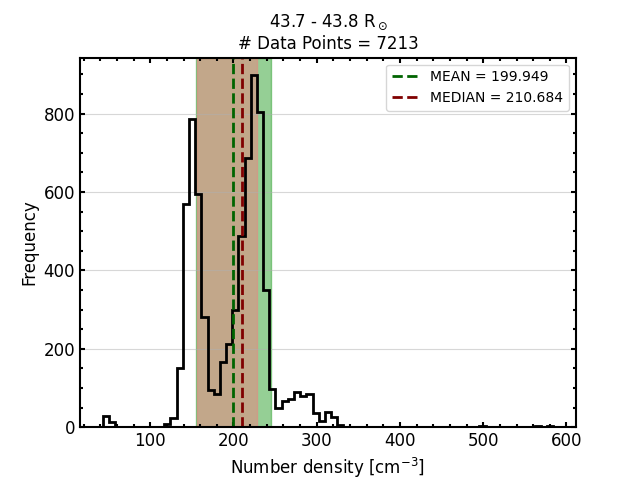 43.7 - 43.8 R⊙
# Data Points = 7213
MEAN = 199.949
MEDIAN = 210.684
Frequency
800
600
400
200
0
100 200 300 400 500 600
Number density [cm⁻³]